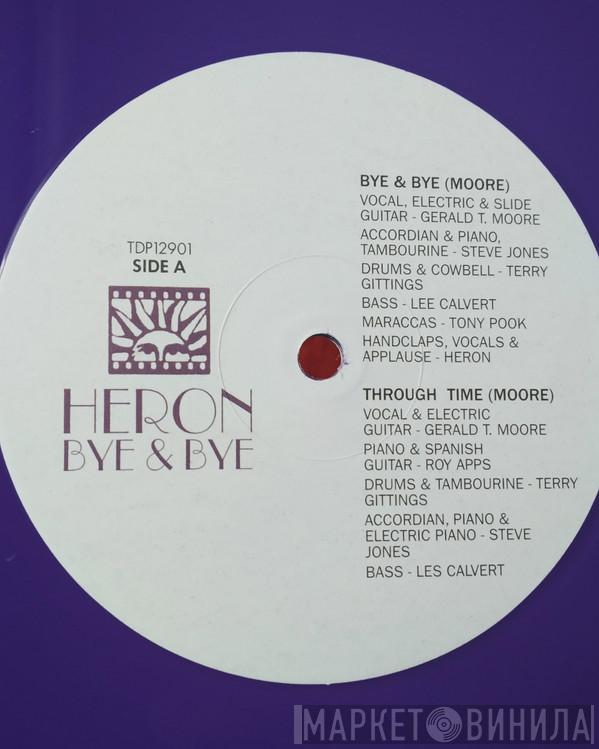 TDP12901
SIDE A
HERON
BYE & BYE
BYE & BYE (MOORE)
VOCAL, ELECTRIC & SLIDE
GUITAR - GERALD T. MOORE
ACCORDIAN & PIANO,
TAMBOURINE - STEVE JONES
DRUMS & COWBELL - TERRY
GITTINGS
BASS - LEE CALVERT
MARACCAS - TONY POOK
HANDCLAPS, VOCALS &
APPLAUSE - HERON
THROUGH TIME (MOORE)
VOCAL & ELECTRIC
GUITAR - GERALD T. MOORE
PIANO & SPANISH
GUITAR - ROY APPS
DRUMS & TAMBOURINE - TERRY
GITTINGS
ACCORDIAN, PIANO &
ELECTRIC PIANO - STEVE
JONES
BASS - LES CALVERT
МАРКЕТ ВИНИЛА